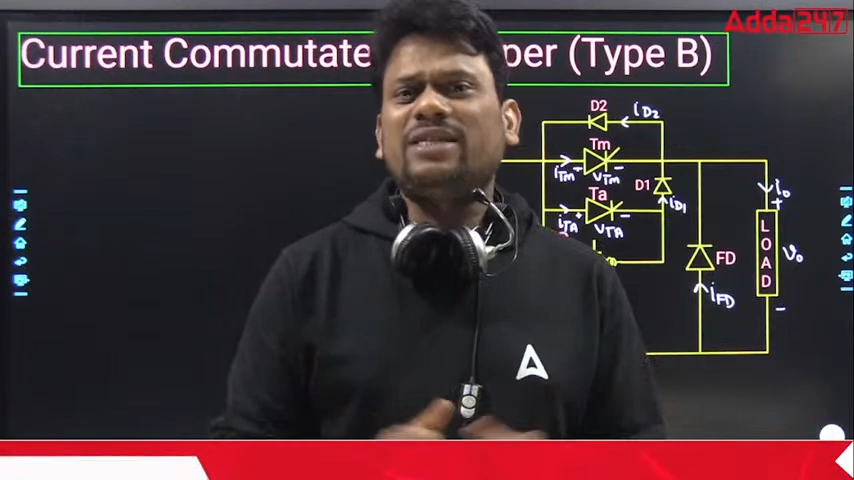 Adda247
Current Commutate per (Type B)
D2 iD2
Tm
iTm + VTm -
D1 iD1
Ta
iTA + VTA -
FD
iFD
io
+
LOAD
vo
-